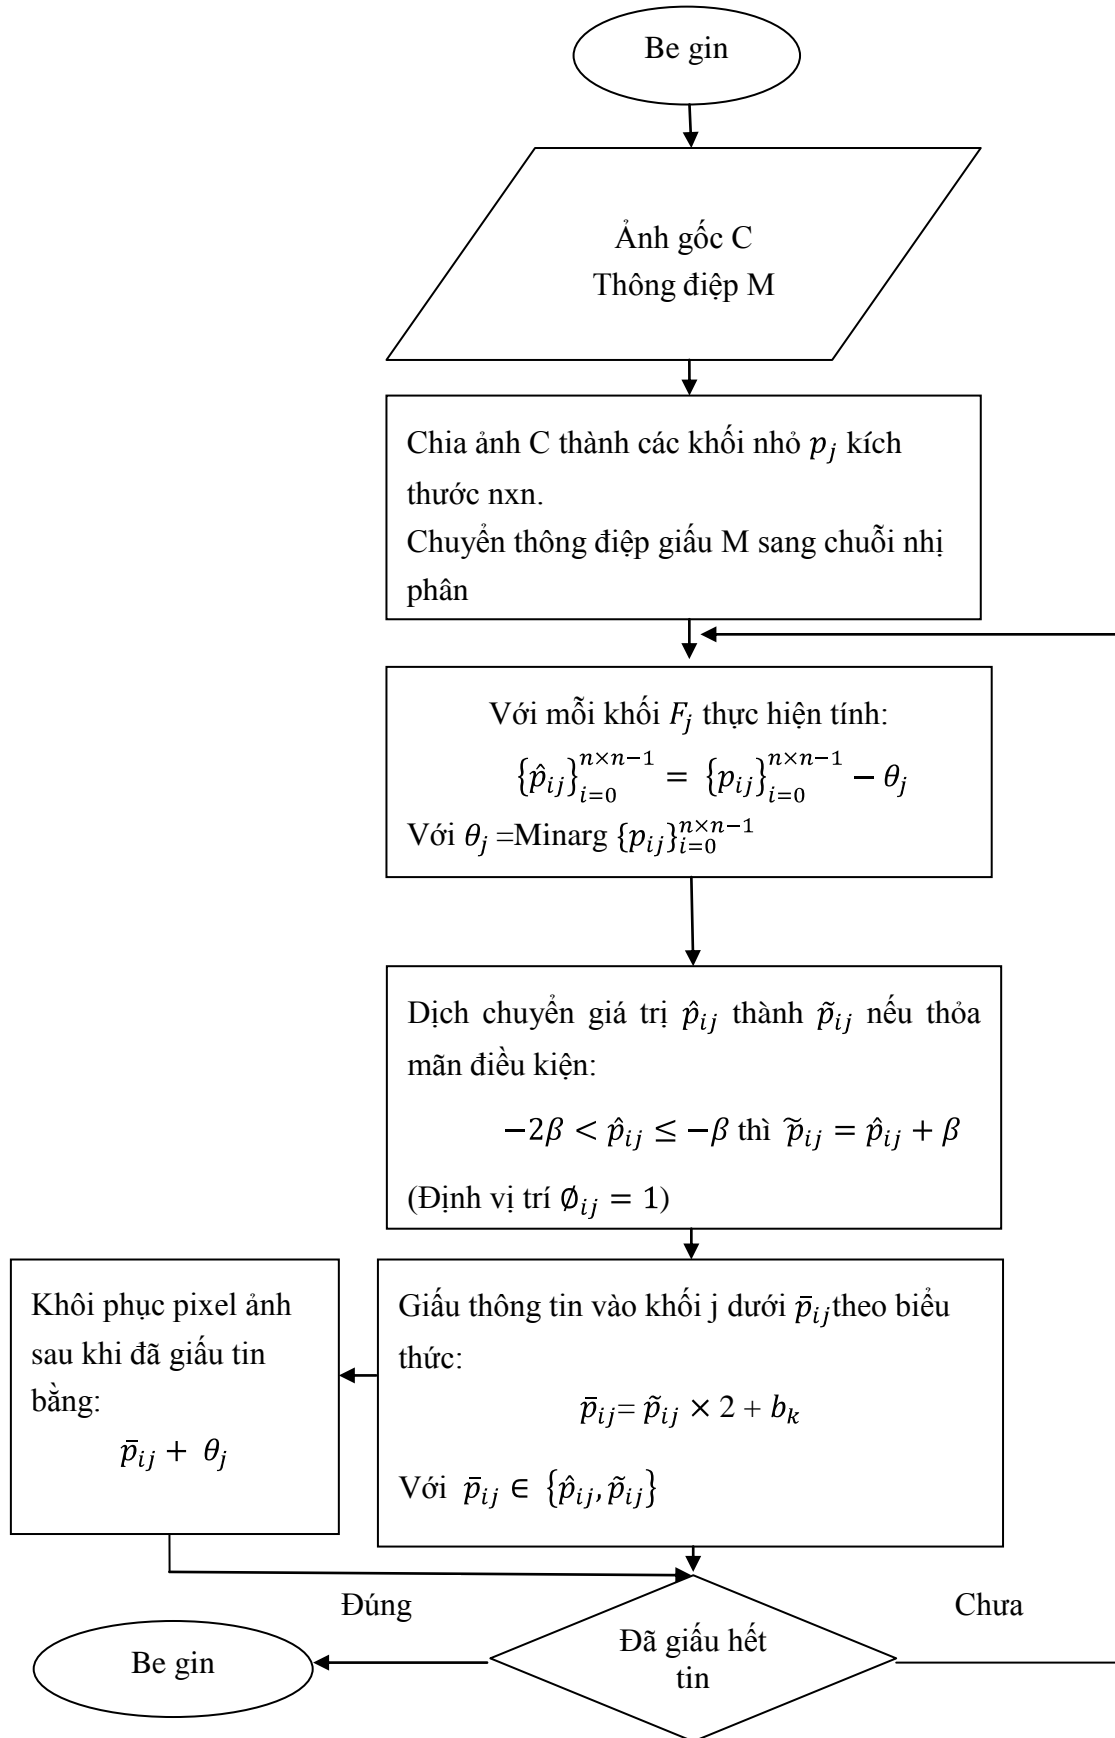 Be gin
Ảnh gốc C
Thông điệp M
Chia ảnh C thành các khối nhỏ $p_j$ kích
thước nxn.
Chuyển thông điệp giấu M sang chuỗi nhị
phân
Với mỗi khối $F_j$ thực hiện tính:
$\{\hat{p}_{ij}\}_{i=0}^{n\times n-1} = \{p_{ij}\}_{i=0}^{n\times n-1} - \theta_j$
Với $\theta_j$ =Minarg $\{p_{ij}\}_{i=0}^{n\times n-1}$
Dịch chuyển giá trị $\hat{p}_{ij}$ thành $\tilde{p}_{ij}$ nếu thỏa
mãn điều kiện:
$-2\beta < \hat{p}_{ij} \leq -\beta$ thì $\tilde{p}_{ij} = \hat{p}_{ij} + \beta$
(Định vị trí $\emptyset_{ij} = 1$)
Khôi phục pixel ảnh
sau khi đã giấu tin
bằng:
$\bar{p}_{ij} + \theta_j$
Giấu thông tin vào khối j dưới $\bar{p}_{ij}$ theo biểu
thức:
$\bar{p}_{ij} = \tilde{p}_{ij} \times 2 + b_k$
Với $\bar{p}_{ij} \in \{\hat{p}_{ij}, \tilde{p}_{ij}\}$
Đúng
Chưa
Be gin
Đã giấu hết
tin